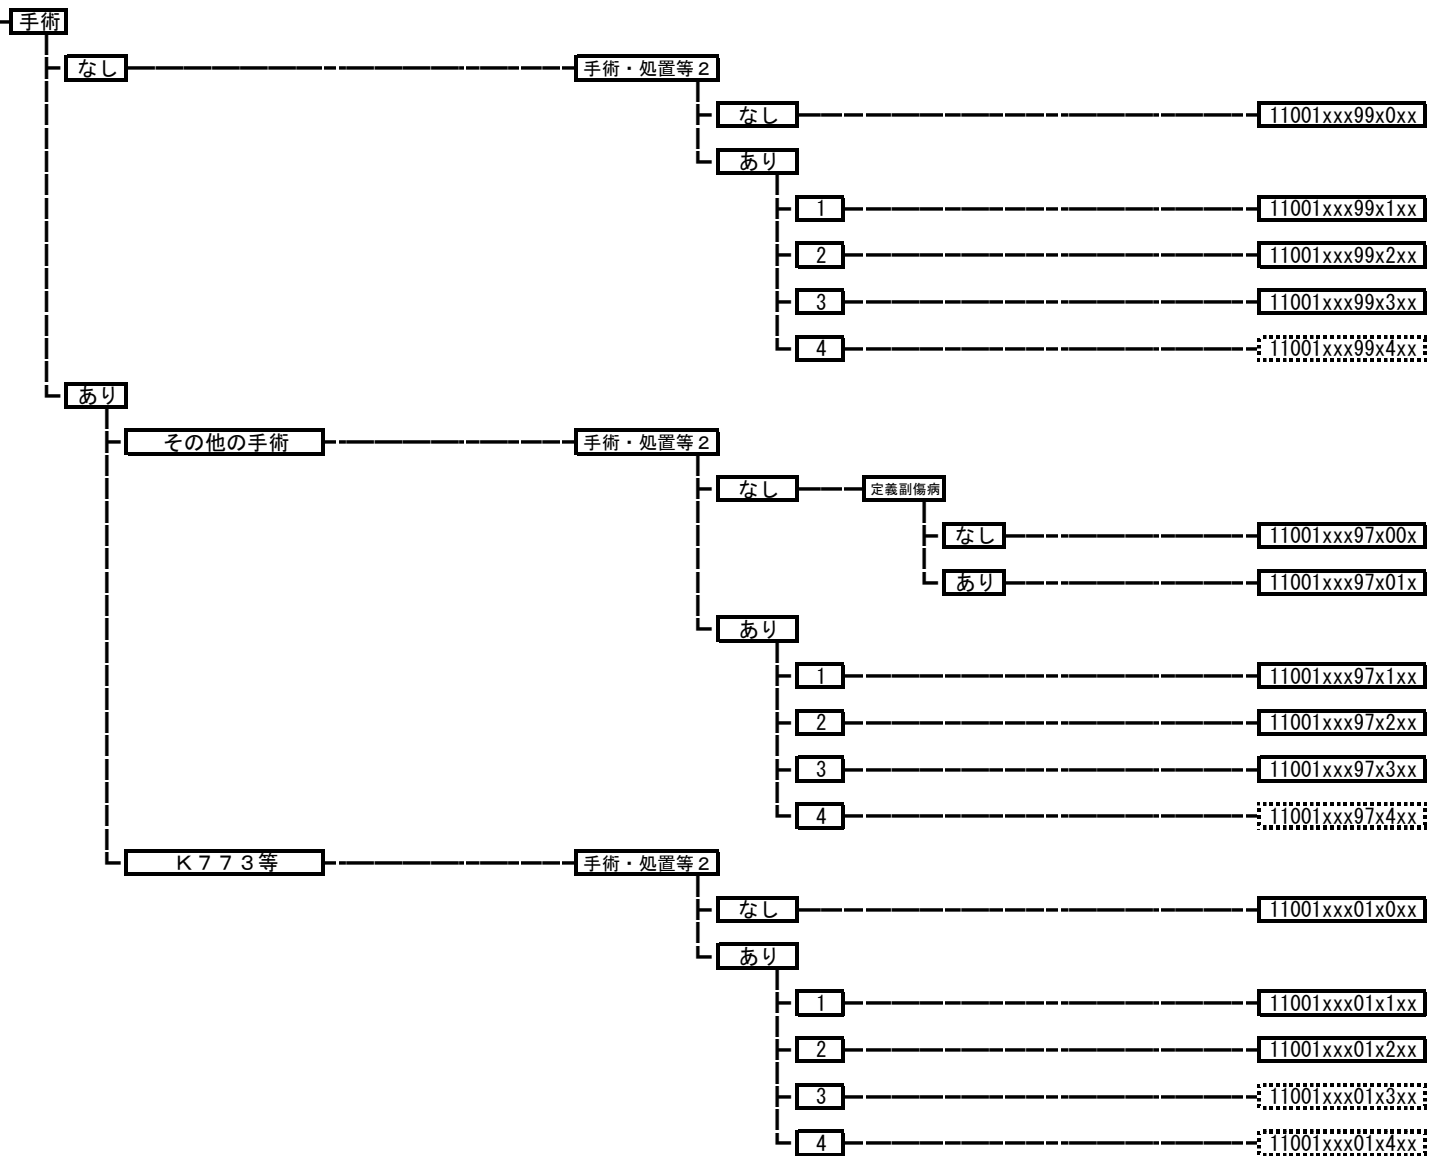 手術
なし 手術・処置等２
なし 11001xxx99x0xx
あり
1 11001xxx99x1xx
2 11001xxx99x2xx
3 11001xxx99x3xx
4 11001xxx99x4xx
あり
その他の手術 手術・処置等２
なし 定義副傷病
なし 11001xxx97x00x
あり 11001xxx97x01x
あり
1 11001xxx97x1xx
2 11001xxx97x2xx
3 11001xxx97x3xx
4 11001xxx97x4xx
Ｋ７７３等 手術・処置等２
なし 11001xxx01x0xx
あり
1 11001xxx01x1xx
2 11001xxx01x2xx
3 11001xxx01x3xx
4 11001xxx01x4xx